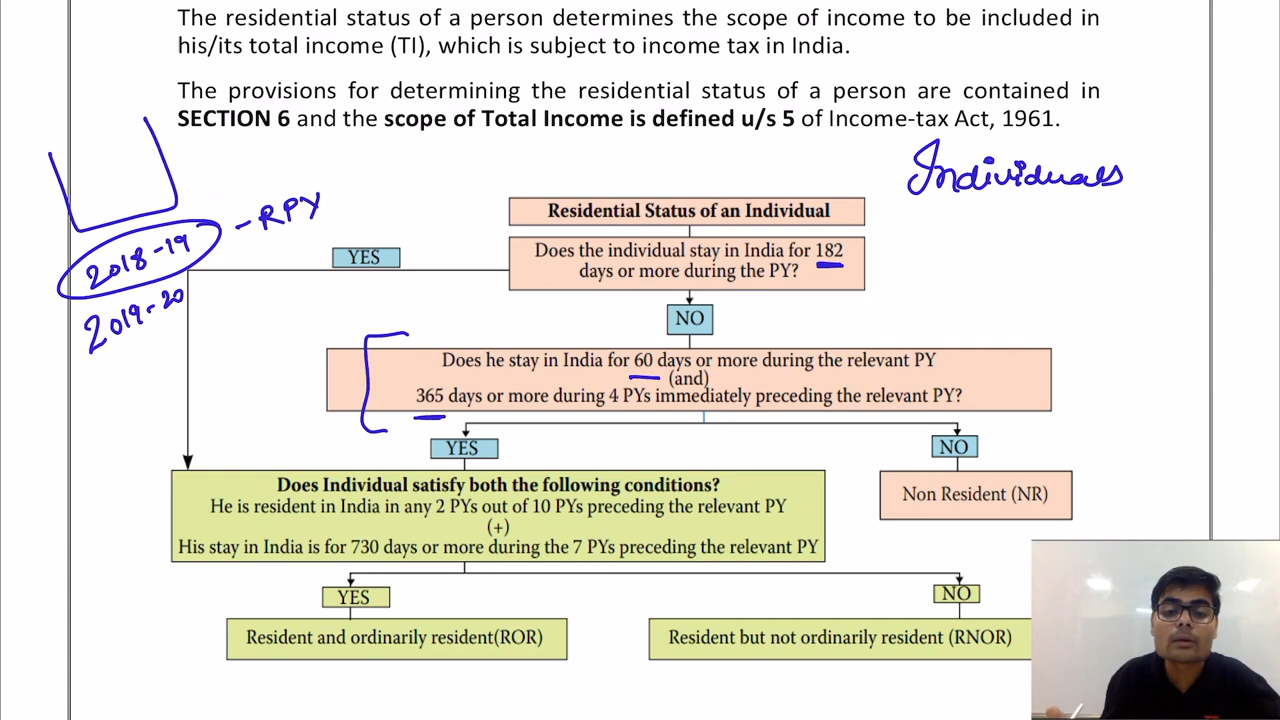 The residential status of a person determines the scope of income to be included in
his/its total income (TI), which is subject to income tax in India.
The provisions for determining the residential status of a person are contained in
SECTION 6 and the scope of Total Income is defined u/s 5 of Income-tax Act, 1961.
Individuals
2018-19 - RPY
2019-20
Residential Status of an Individual
Does the individual stay in India for 182
days or more during the PY?
YES
NO
Does he stay in India for 60 days or more during the relevant PY
(and)
365 days or more during 4 PYs immediately preceding the relevant PY?
YES
NO
Does Individual satisfy both the following conditions?
He is resident in India in any 2 PYs out of 10 PYs preceding the relevant PY
(+)
His stay in India is for 730 days or more during the 7 PYs preceding the relevant PY
Non Resident (NR)
YES
NO
Resident and ordinarily resident(ROR)
Resident but not ordinarily resident (RNOR)